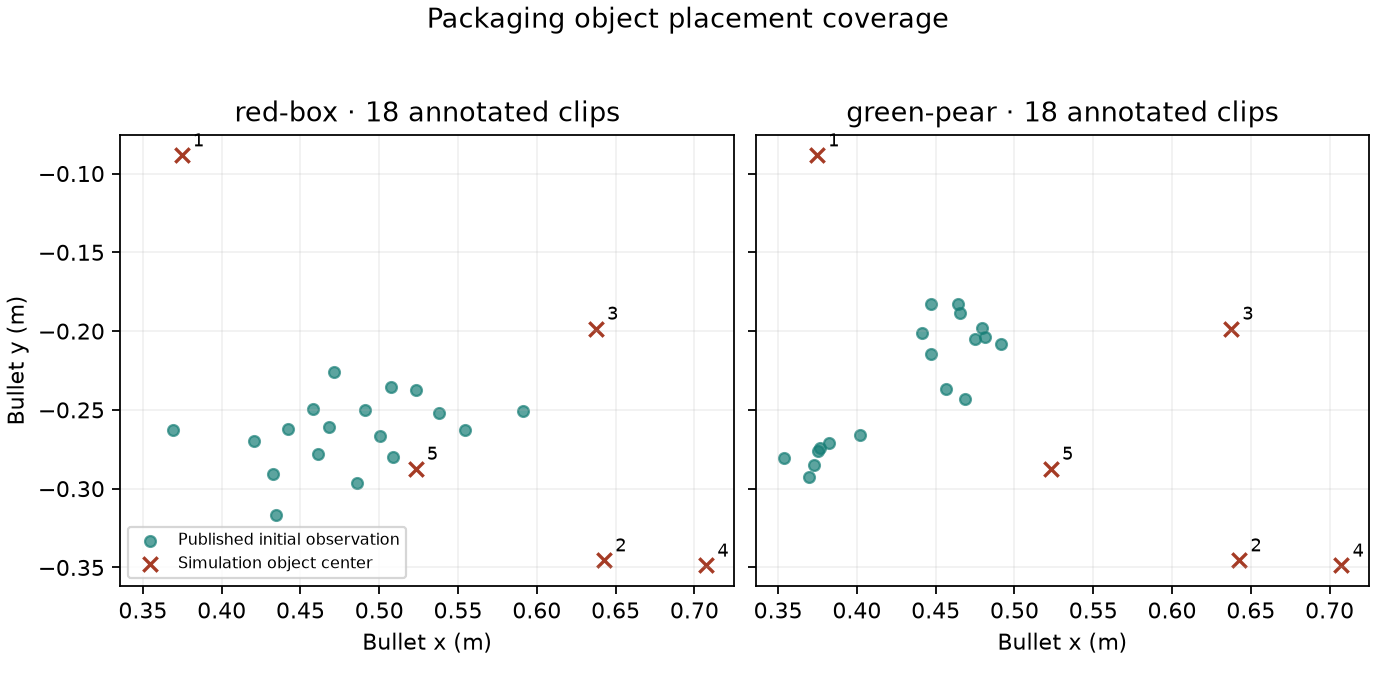 Packaging object placement coverage
red-box · 18 annotated clips
green-pear · 18 annotated clips
Bullet y (m)
−0.10
−0.15
−0.20
−0.25
−0.30
−0.35
1
3
5
2
4
Published initial observation
Simulation object center
0.35 0.40 0.45 0.50 0.55 0.60 0.65 0.70
Bullet x (m)
1
3
5
2
4
0.35 0.40 0.45 0.50 0.55 0.60 0.65 0.70
Bullet x (m)